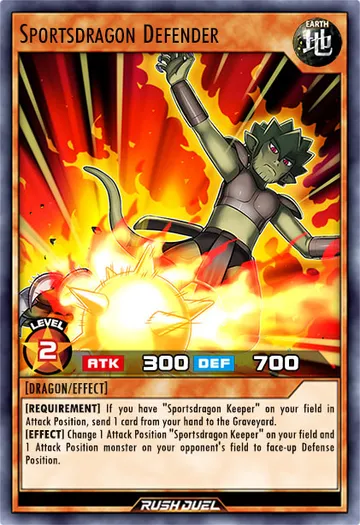 SPORTSDRAGON DEFENDER
EARTH
地
LEVEL
2
ATK 300 DEF 700
[DRAGON/EFFECT]
[REQUIREMENT] If you have "Sportsdragon Keeper" on your field in
Attack Position, send 1 card from your hand to the Graveyard.
[EFFECT] Change 1 Attack Position "Sportsdragon Keeper" on your field and
1 Attack Position monster on your opponent's field to face-up Defense
Position.
RUSH DUEL